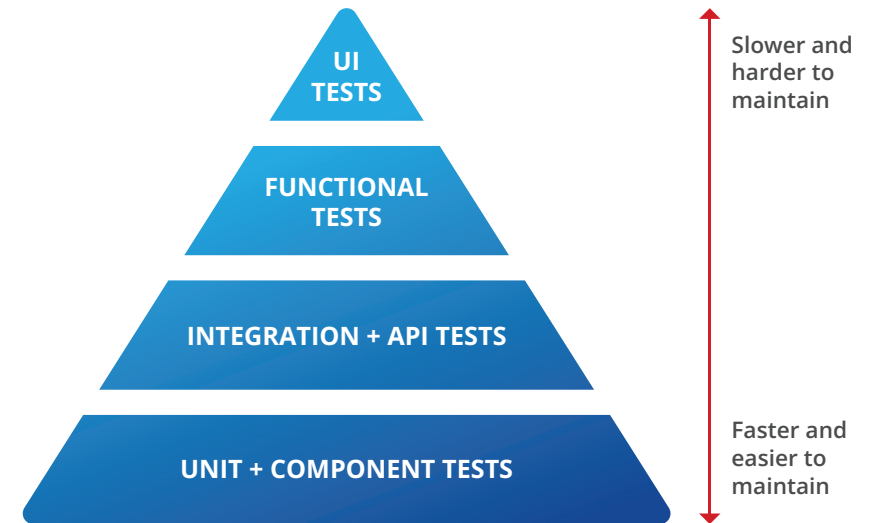 UI
TESTS
Slower and
harder to
maintain
FUNCTIONAL
TESTS
INTEGRATION + API TESTS
UNIT + COMPONENT TESTS
Faster and
easier to
maintain